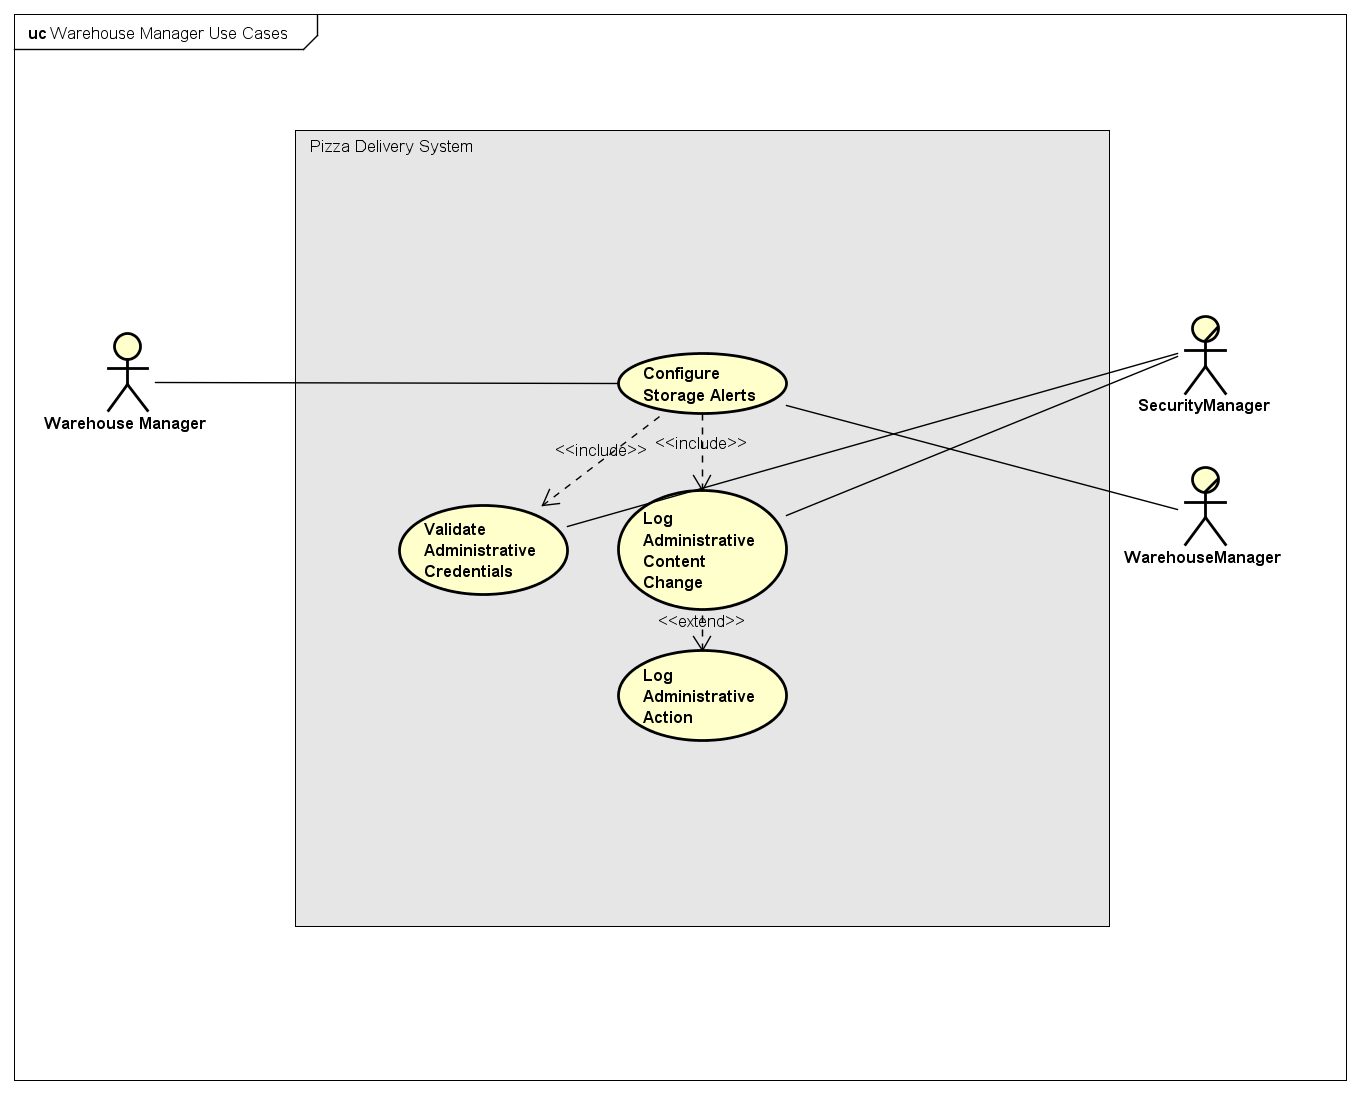 uc Warehouse Manager Use Cases
Pizza Delivery System
Configure
Storage Alerts
Warehouse Manager
SecurityManager
<<include>>
<<include>>
WarehouseManager
Validate
Administrative
Credentials
Log
Administrative
Content
Change
<<extend>>
Log
Administrative
Action